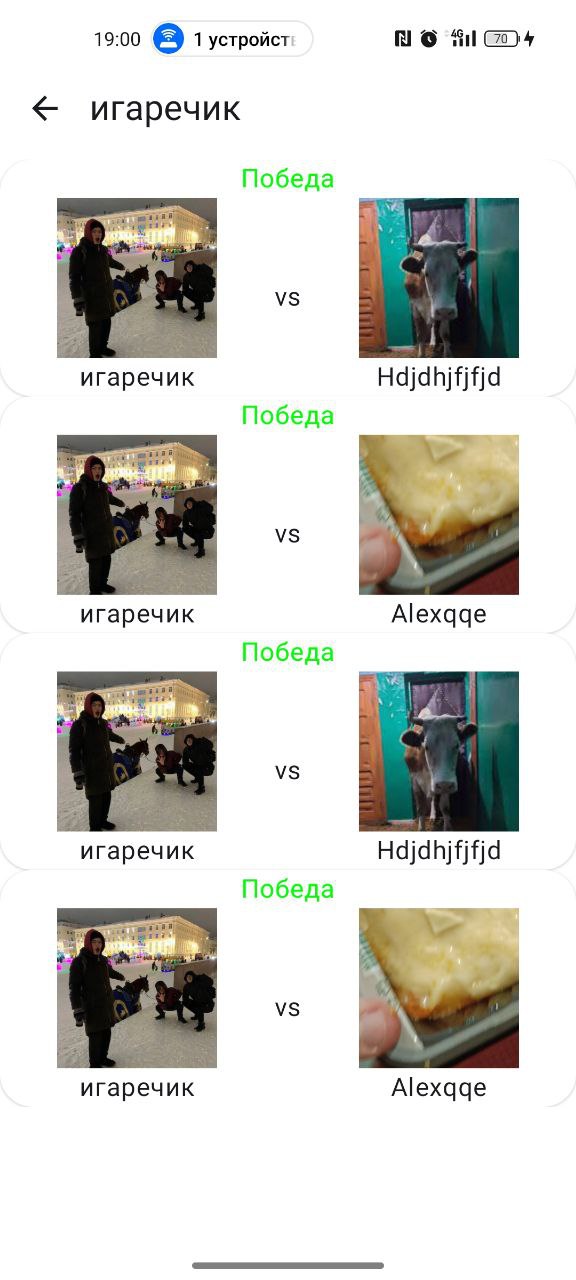 19:00 1 устройст 4G 70
игаречик
Победа
vs
игаречик Hdjdhjfjfjd
Победа
vs
игаречик Alexqqe
Победа
vs
игаречик Hdjdhjfjfjd
Победа
vs
игаречик Alexqqe